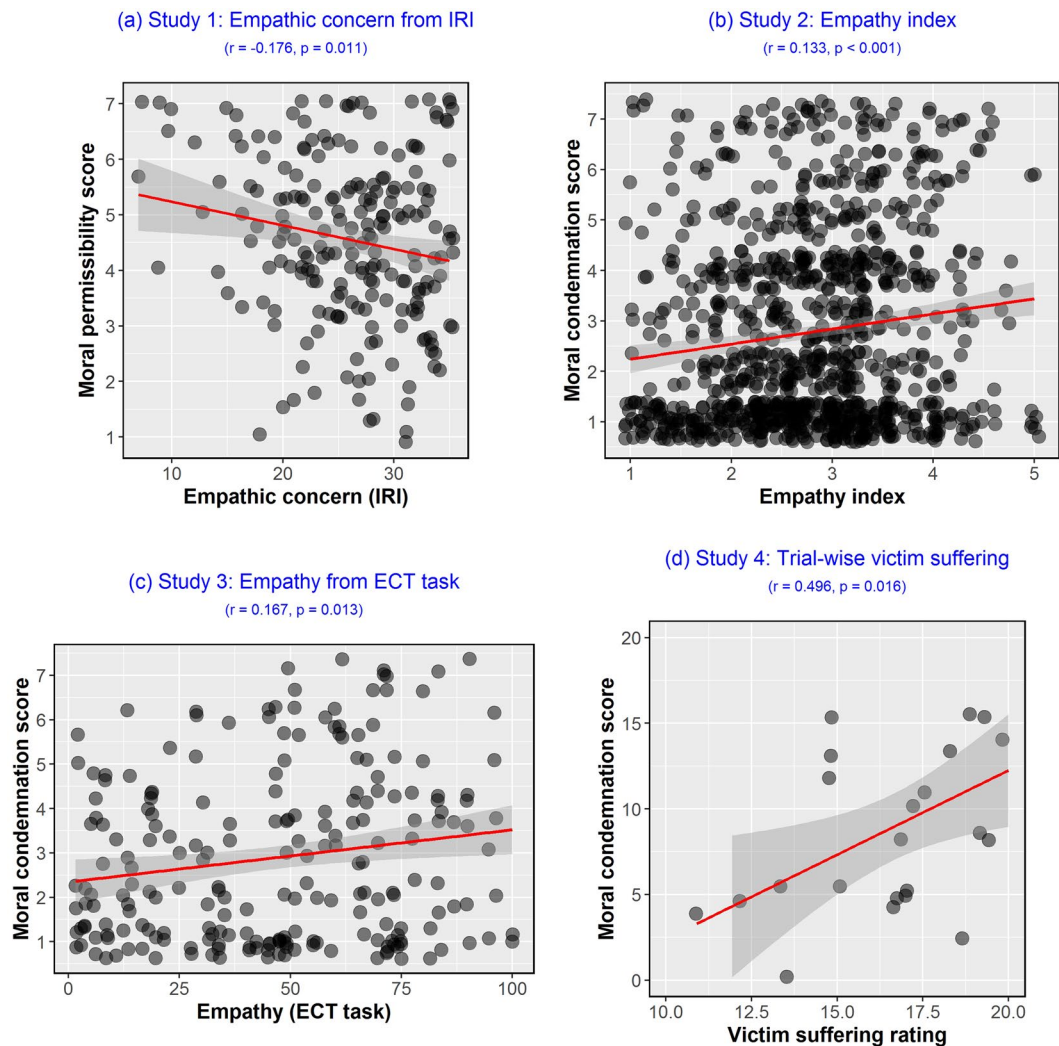 (a) Study 1: Empathic concern from IRI
(r = -0.176, p = 0.011)
Moral permissibility score
7
6
5
4
3
2
1
10
20
30
Empathic concern (IRI)
(b) Study 2: Empathy index
(r = 0.133, p < 0.001)
Moral condemnation score
7
6
5
4
3
2
1
1
2
3
4
5
Empathy index
(c) Study 3: Empathy from ECT task
(r = 0.167, p = 0.013)
Moral condemnation score
7
6
5
4
3
2
1
0
25
50
75
100
Empathy (ECT task)
(d) Study 4: Trial-wise victim suffering
(r = 0.496, p = 0.016)
Moral condemnation score
20
15
10
5
0
10.0
12.5
15.0
17.5
20.0
Victim suffering rating